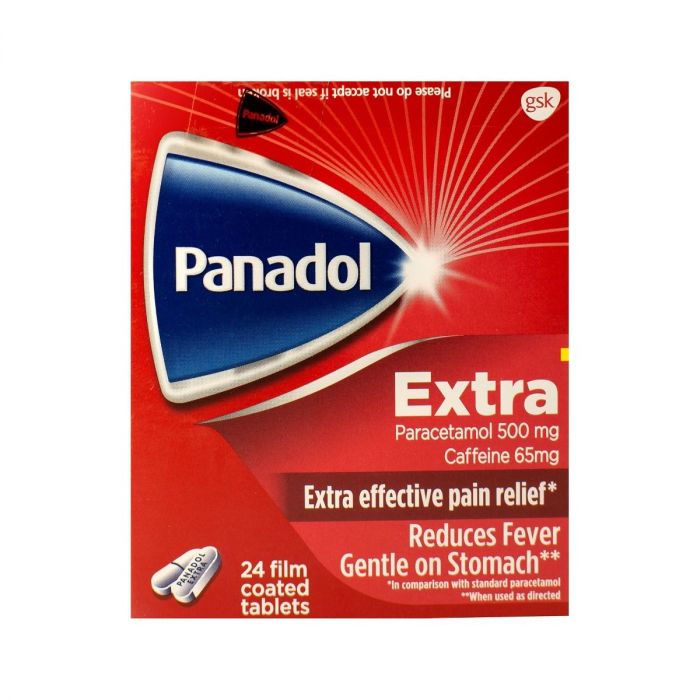 Please do not accept if seal is broken
gsk
Panadol
Panadol
Extra
Paracetamol 500 mg
Caffeine 65mg
Extra effective pain relief*
Reduces Fever
Gentle on Stomach**
*In comparison with standard paracetamol
**When used as directed
PANADOL
EXTRA
24 film
coated
tablets